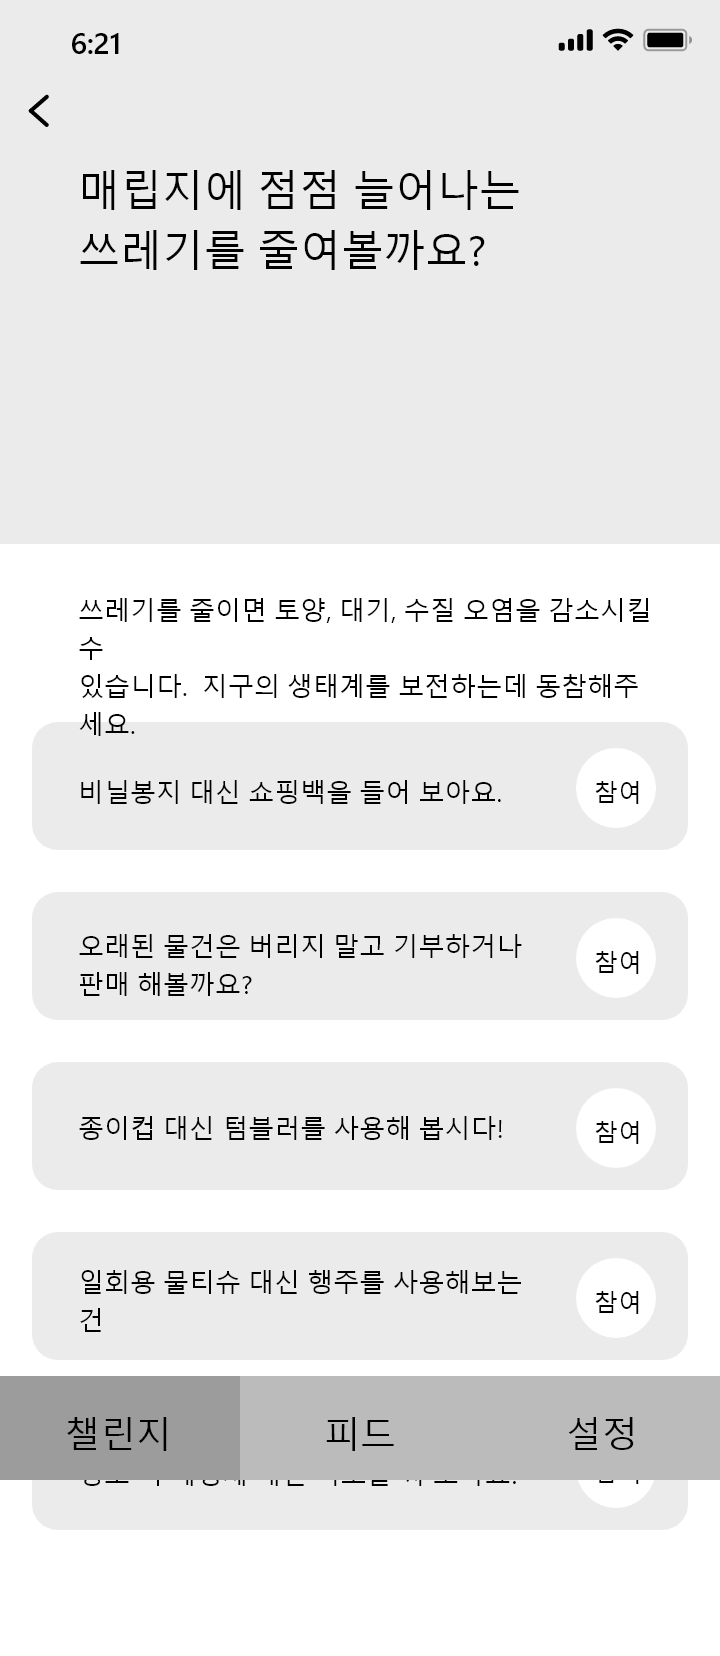 6:21
매립지에 점점 늘어나는
쓰레기를 줄여볼까요?
쓰레기를 줄이면 토양, 대기, 수질 오염을 감소시킬
수
있습니다.  지구의 생태계를 보전하는데 동참해주
세요.
비닐봉지 대신 쇼핑백을 들어 보아요.
참여
오래된 물건은 버리지 말고 기부하거나
판매 해볼까요?
참여
종이컵 대신 텀블러를 사용해 봅시다!
참여
일회용 물티슈 대신 행주를 사용해보는
건
참여
챌린지
피드
설정